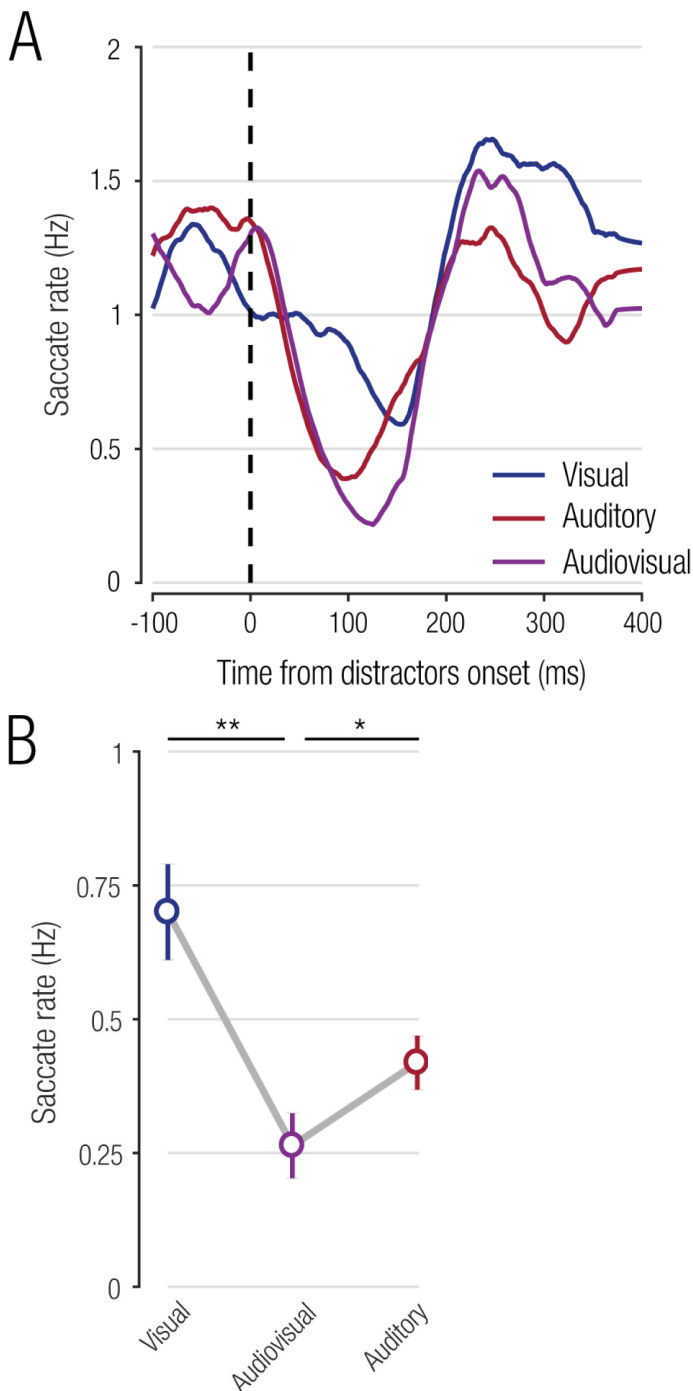 A
2
1.5
1
0.5
0
Saccate rate (Hz)
Visual
Auditory
Audiovisual
-100 0 100 200 300 400
Time from distractors onset (ms)
B
** *
1
0.75
0.5
0.25
0
Saccate rate (Hz)
Visual Audiovisual Auditory